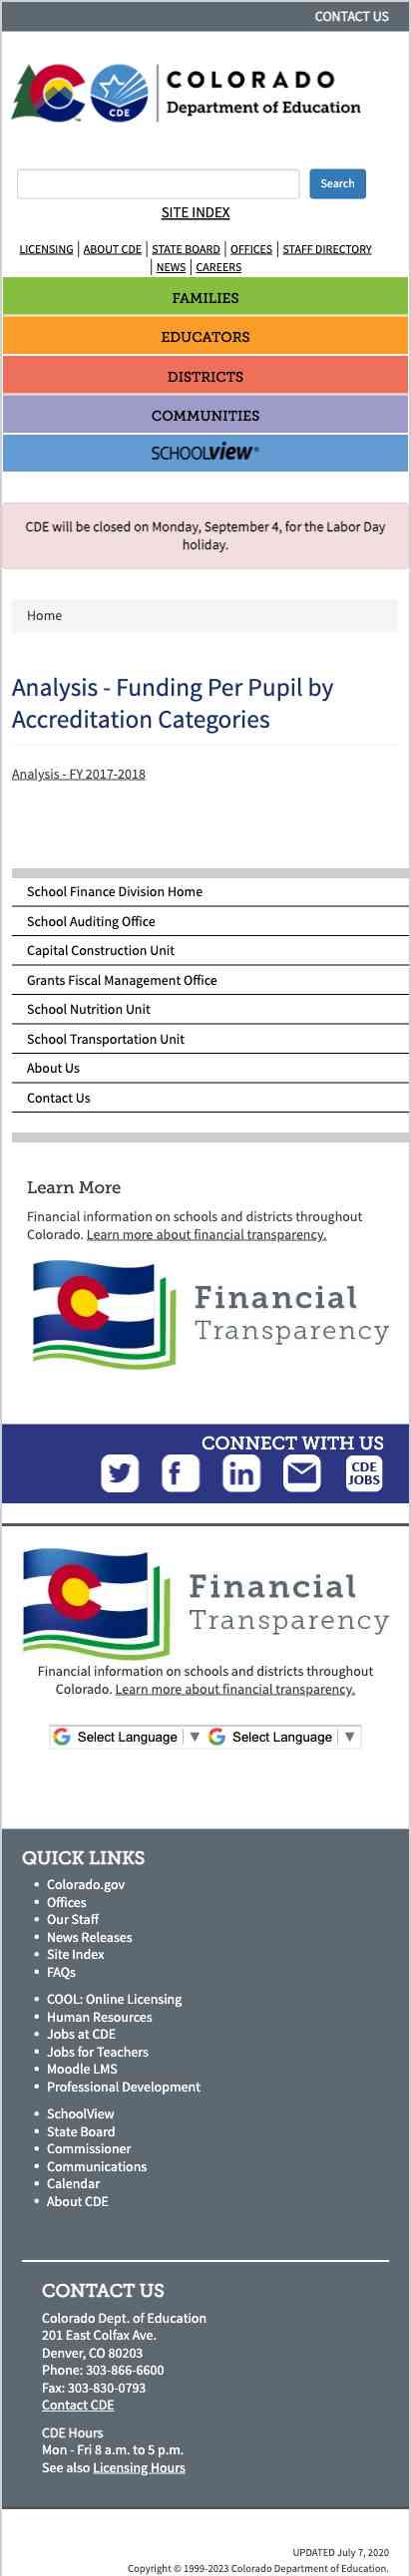 CONTACT US
COLORADO
Department of Education
CDE
Search
SITE INDEX
LICENSING | ABOUT CDE | STATE BOARD | OFFICES | STAFF DIRECTORY
| NEWS | CAREERS
FAMILIES
EDUCATORS
DISTRICTS
COMMUNITIES
SCHOOLVIEW®
CDE will be closed on Monday, September 4, for the Labor Day
holiday.
Home
Analysis - Funding Per Pupil by
Accreditation Categories
Analysis - FY 2017-2018
School Finance Division Home
School Auditing Office
Capital Construction Unit
Grants Fiscal Management Office
School Nutrition Unit
School Transportation Unit
About Us
Contact Us
Learn More
Financial information on schools and districts throughout
Colorado. Learn more about financial transparency.
Financial
Transparency
CONNECT WITH US
CDE
JOBS
Financial
Transparency
Financial information on schools and districts throughout
Colorado. Learn more about financial transparency.
Select Language ▼ Select Language ▼
QUICK LINKS
• Colorado.gov
• Offices
• Our Staff
• News Releases
• Site Index
• FAQs
• COOL: Online Licensing
• Human Resources
• Jobs at CDE
• Jobs for Teachers
• Moodle LMS
• Professional Development
• SchoolView
• State Board
• Commissioner
• Communications
• Calendar
• About CDE
CONTACT US
Colorado Dept. of Education
201 East Colfax Ave.
Denver, CO 80203
Phone: 303-866-6600
Fax: 303-830-0793
Contact CDE
CDE Hours
Mon - Fri 8 a.m. to 5 p.m.
See also Licensing Hours
UPDATED July 7, 2020
Copyright © 1999-2023 Colorado Department of Education.